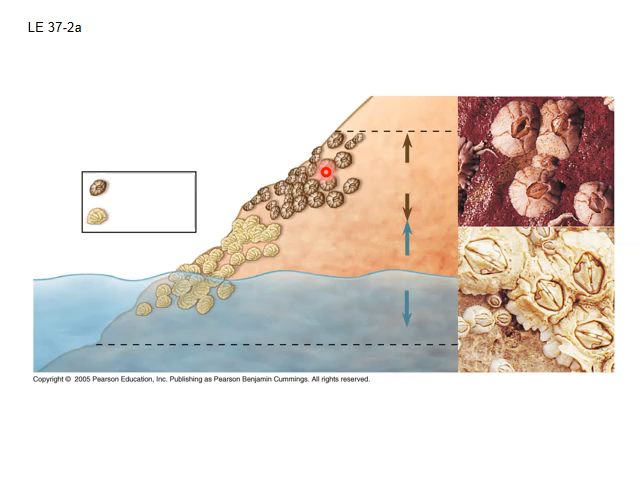 LE 37-2a
Copyright © 2005 Pearson Education, Inc. Publishing as Pearson Benjamin Cummings. All rights reserved.